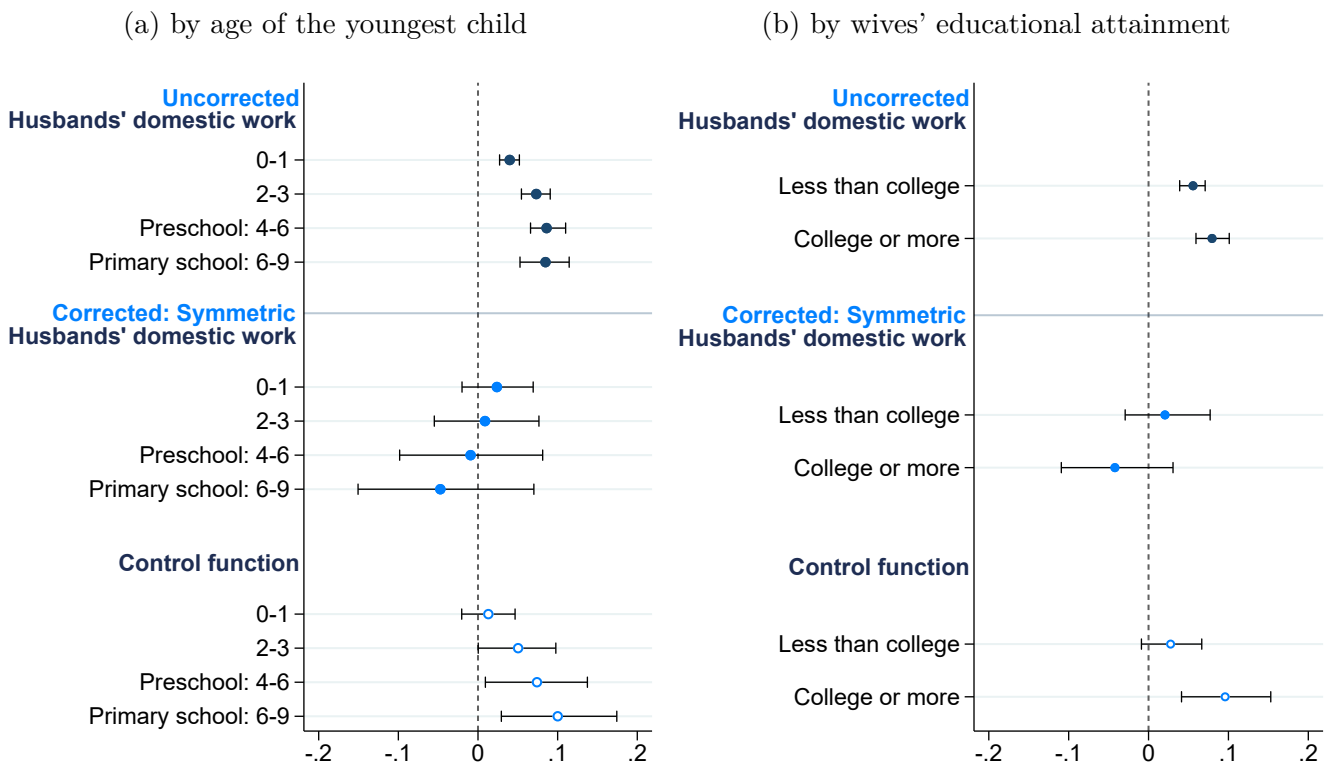 (a) by age of the youngest child
Uncorrected
Husbands' domestic work
0-1
2-3
Preschool: 4-6
Primary school: 6-9
Corrected: Symmetric
Husbands' domestic work
0-1
2-3
Preschool: 4-6
Primary school: 6-9
Control function
0-1
2-3
Preschool: 4-6
Primary school: 6-9
-.2 -.1 0 .1 .2
(b) by wives' educational attainment
Uncorrected
Husbands' domestic work
Less than college
College or more
Corrected: Symmetric
Husbands' domestic work
Less than college
College or more
Control function
Less than college
College or more
-.2 -.1 0 .1 .2